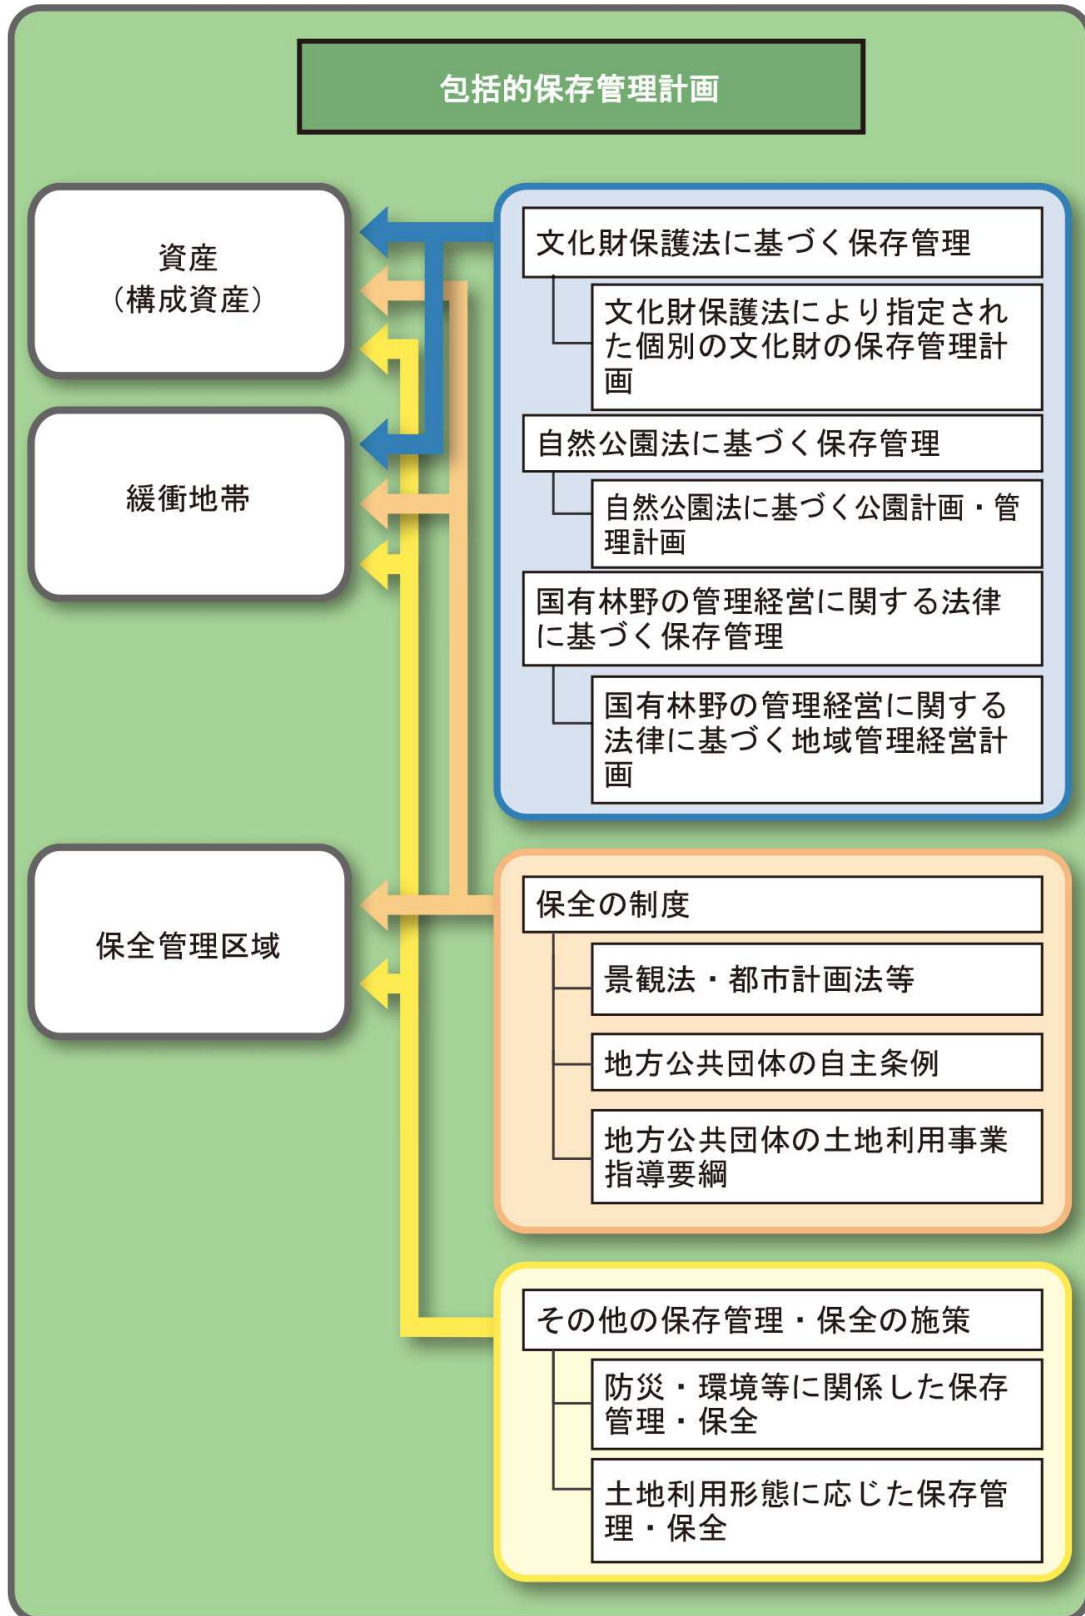 包括的保存管理計画
資産
（構成資産）
緩衝地帯
保全管理区域
文化財保護法に基づく保存管理
文化財保護法により指定され
た個別の文化財の保存管理計
画
自然公園法に基づく保存管理
自然公園法に基づく公園計画・管
理計画
国有林野の管理経営に関する法律
に基づく保存管理
国有林野の管理経営に関する
法律に基づく地域管理経営計
画
保全の制度
景観法・都市計画法等
地方公共団体の自主条例
地方公共団体の土地利用事業
指導要綱
その他の保存管理・保全の施策
防災・環境等に関係した保存
管理・保全
土地利用形態に応じた保存管
理・保全